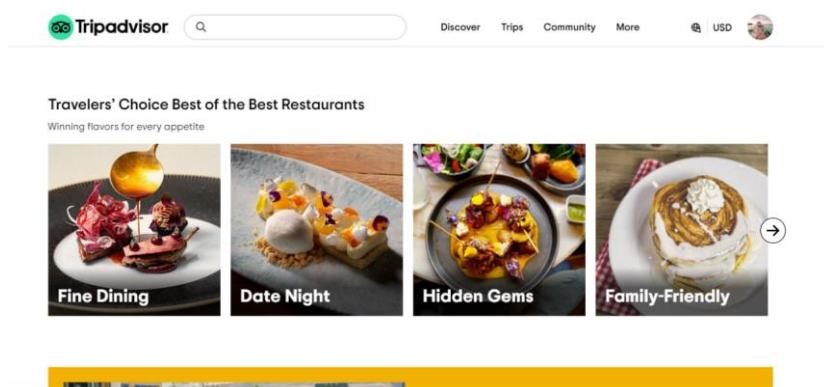 Tripadvisor
Discover Trips Community More USD
Travelers' Choice Best of the Best Restaurants
Winning flavors for every appetite
Fine Dining
Date Night
Hidden Gems
Family-Friendly